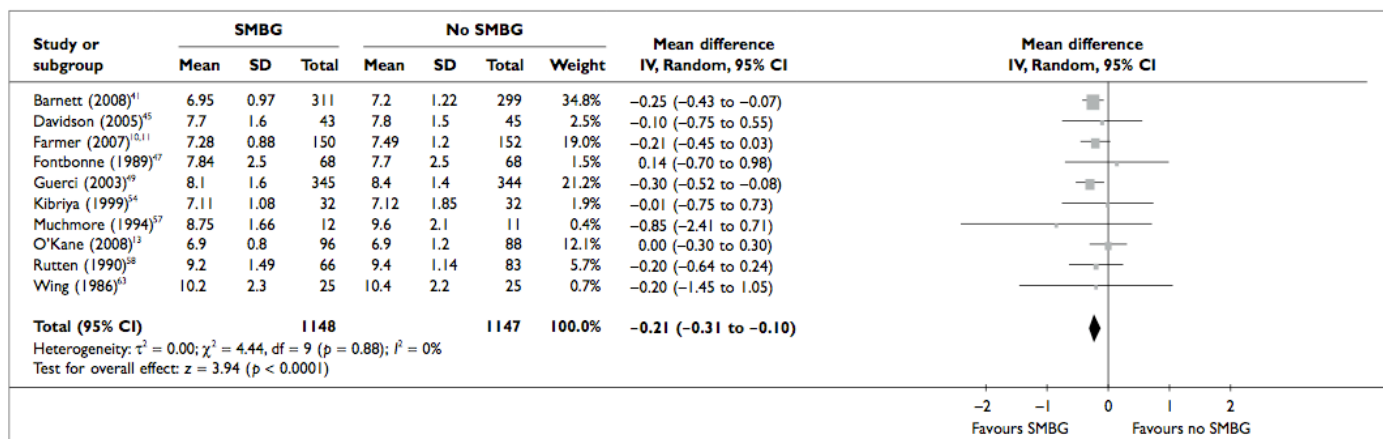 SMBG No SMBG Mean difference Mean difference
Study or subgroup Mean SD Total Mean SD Total Weight IV, Random, 95% CI IV, Random, 95% CI
Barnett (2008)⁴¹ 6.95 0.97 311 7.2 1.22 299 34.8% −0.25 (−0.43 to −0.07)
Davidson (2005)⁴⁵ 7.7 1.6 43 7.8 1.5 45 2.5% −0.10 (−0.75 to 0.55)
Farmer (2007)¹⁰,¹¹ 7.28 0.88 150 7.49 1.2 152 19.0% −0.21 (−0.45 to 0.03)
Fontbonne (1989)⁴⁷ 7.84 2.5 68 7.7 2.5 68 1.5% 0.14 (−0.70 to 0.98)
Guerci (2003)⁴⁹ 8.1 1.6 345 8.4 1.4 344 21.2% −0.30 (−0.52 to −0.08)
Kibriya (1999)⁵⁴ 7.11 1.08 32 7.12 1.85 32 1.9% −0.01 (−0.75 to 0.73)
Muchmore (1994)⁵⁷ 8.75 1.66 12 9.6 2.1 11 0.4% −0.85 (−2.41 to 0.71)
O'Kane (2008)¹³ 6.9 0.8 96 6.9 1.2 88 12.1% 0.00 (−0.30 to 0.30)
Rutten (1990)⁵⁸ 9.2 1.49 66 9.4 1.14 83 5.7% −0.20 (−0.64 to 0.24)
Wing (1986)⁶³ 10.2 2.3 25 10.4 2.2 25 0.7% −0.20 (−1.45 to 1.05)
Total (95% CI) 1148 1147 100.0% −0.21 (−0.31 to −0.10)
Heterogeneity: τ² = 0.00; χ² = 4.44, df = 9 (p = 0.88); I² = 0%
Test for overall effect: z = 3.94 (p < 0.0001)
−2 −1 0 1 2
Favours SMBG Favours no SMBG